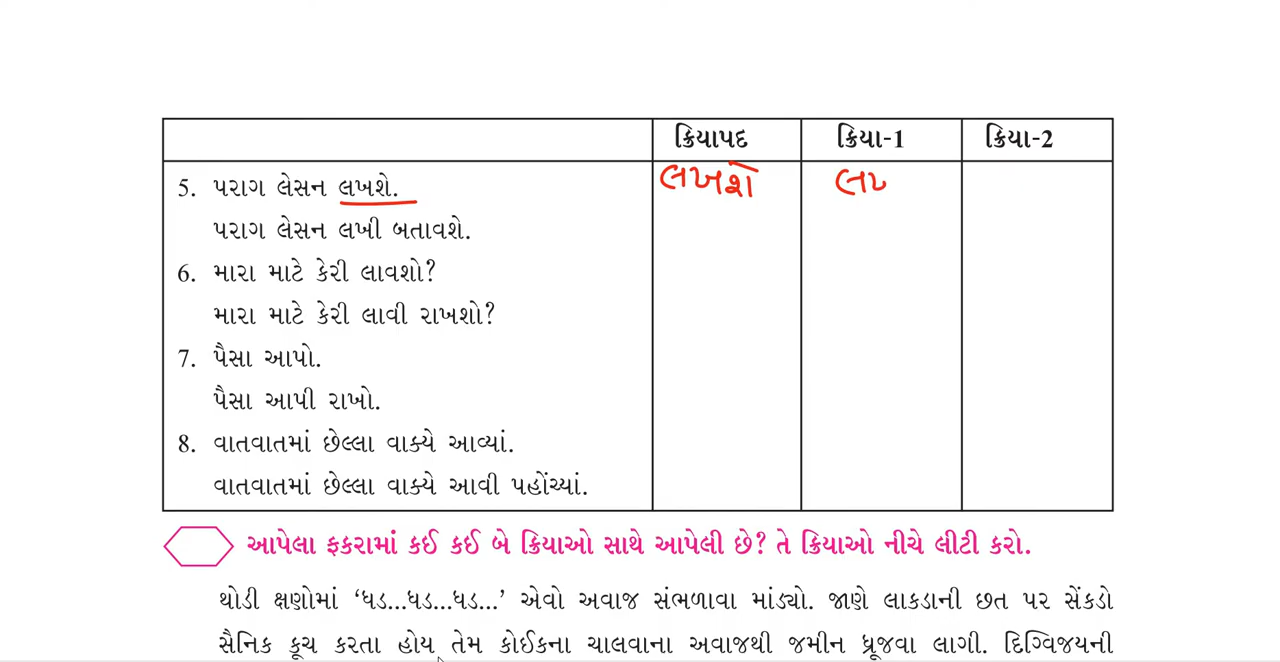 ક્રિયાપદ ક્રિયા-1 ક્રિયા-2
5. પરાગ લેસન લખશે. લખશે લખ
પરાગ લેસન લખી બતાવશે.
6. મારા માટે કેરી લાવશો?
મારા માટે કેરી લાવી રાખશો?
7. પૈસા આપો.
પૈસા આપી રાખો.
8. વાતવાતમાં છેલ્લા વાક્યે આવ્યાં.
વાતવાતમાં છેલ્લા વાક્યે આવી પહોંચ્યાં.
આપેલા ફકરામાં કઈ કઈ બે ક્રિયાઓ સાથે આપેલી છે? તે ક્રિયાઓ નીચે લીટી કરો.
થોડી ક્ષણોમાં ‘ધડ...ધડ...ધડ...’ એવો અવાજ સંભળાવા માંડ્યો. જાણે લાકડાની છત પર સેંકડો
સૈનિક કૂચ કરતા હોય તેમ કોઈકના ચાલવાના અવાજથી જમીન ધ્રૂજવા લાગી. દિગ્વિજયની